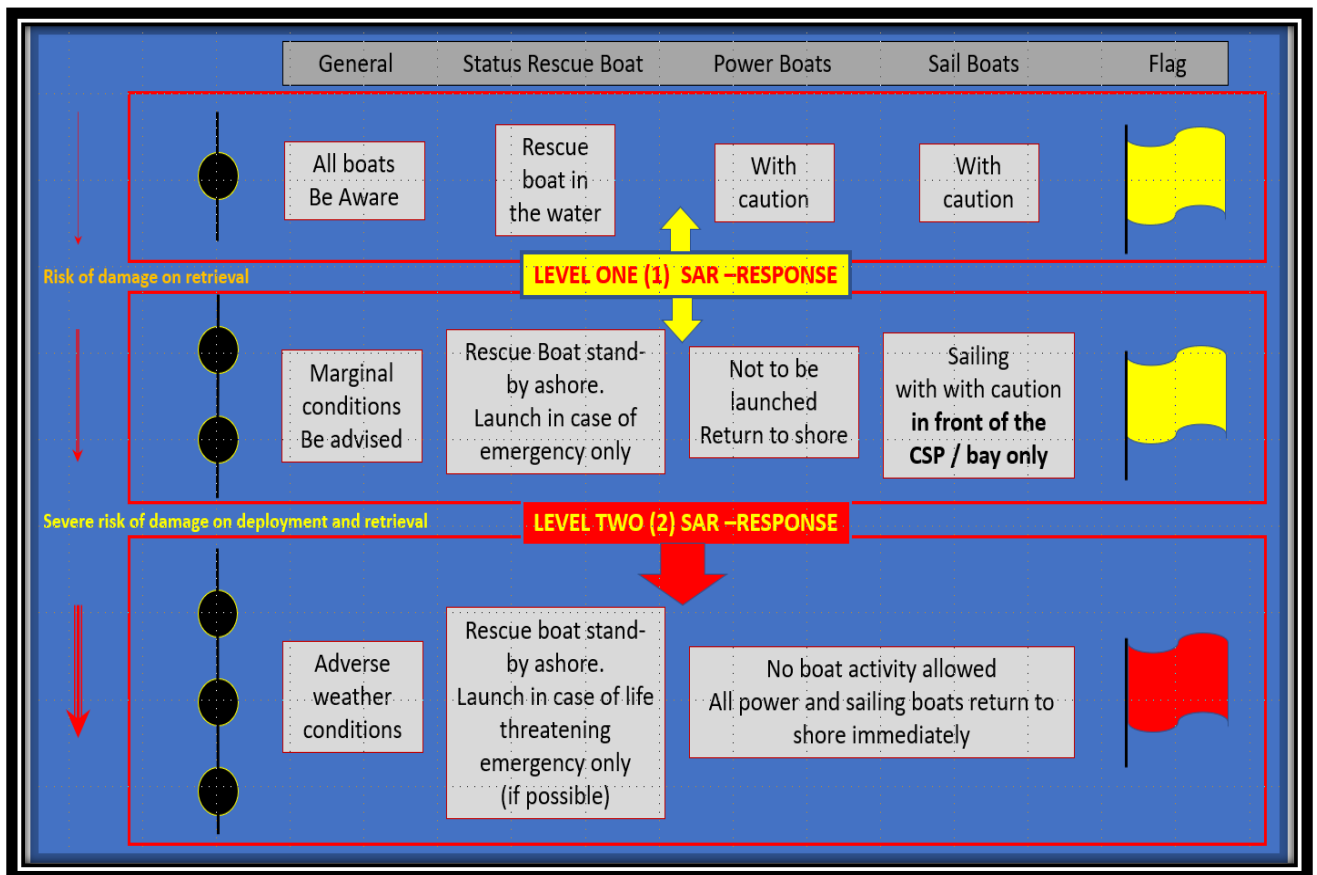 General Status Rescue Boat Power Boats Sail Boats Flag
All boats
Be Aware
Rescue
boat in
the water
With
caution
With
caution
Risk of damage on retrieval
LEVEL ONE (1) SAR –RESPONSE
Marginal
conditions
Be advised
Rescue Boat stand-
by ashore.
Launch in case of
emergency only
Not to be
launched
Return to shore
Sailing
with with caution
in front of the
CSP / bay only
Severe risk of damage on deployment and retrieval
LEVEL TWO (2) SAR –RESPONSE
Adverse
weather
conditions
Rescue boat stand-
by ashore.
Launch in case of life
threatening
emergency only
(if possible)
No boat activity allowed
All power and sailing boats return to
shore immediately